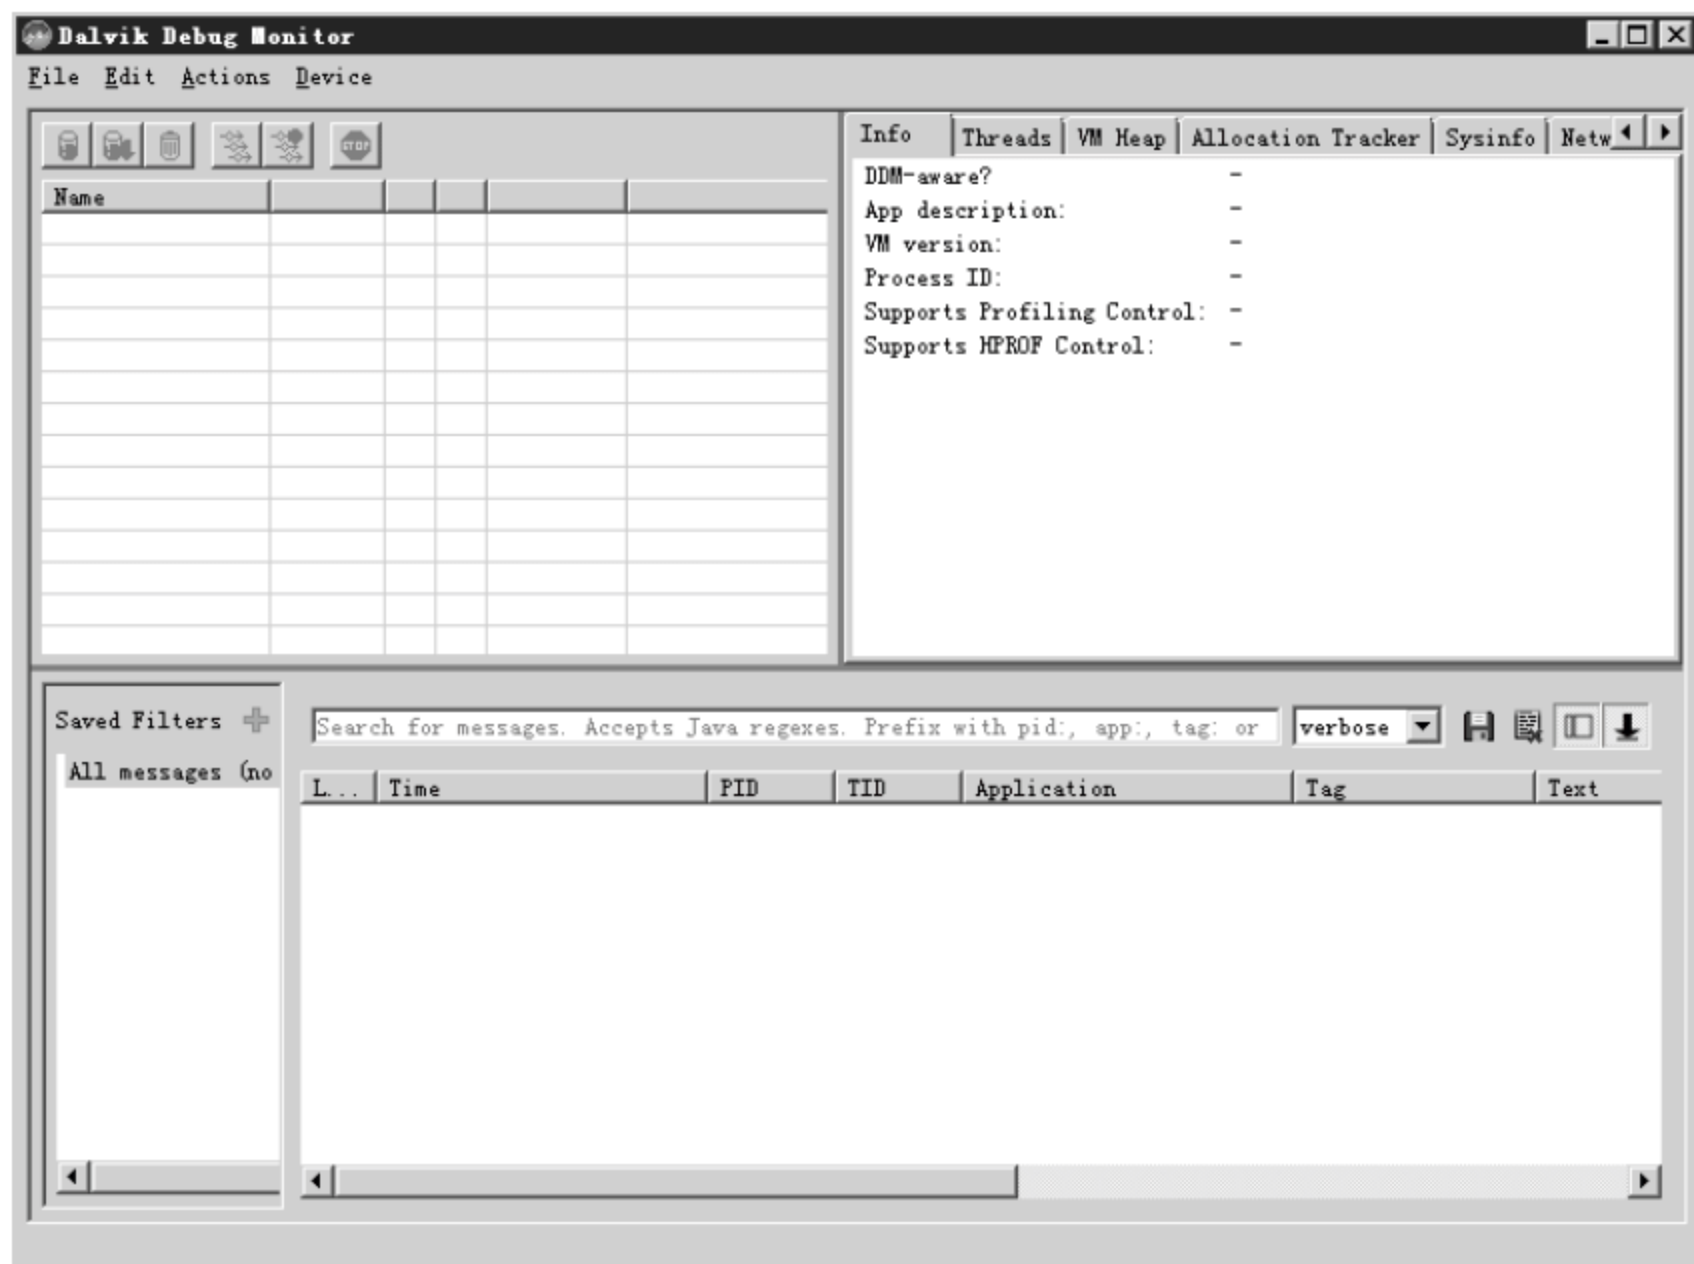 Dalvik Debug Monitor
File Edit Actions Device
STOP
Name
Info Threads VM Heap Allocation Tracker Sysinfo Netw
DDM-aware? -
App description: -
VM version: -
Process ID: -
Supports Profiling Control: -
Supports HPROF Control: -
Saved Filters
All messages (no
Search for messages. Accepts Java regexes. Prefix with pid:, app:, tag: or
verbose
L... Time PID TID Application Tag Text